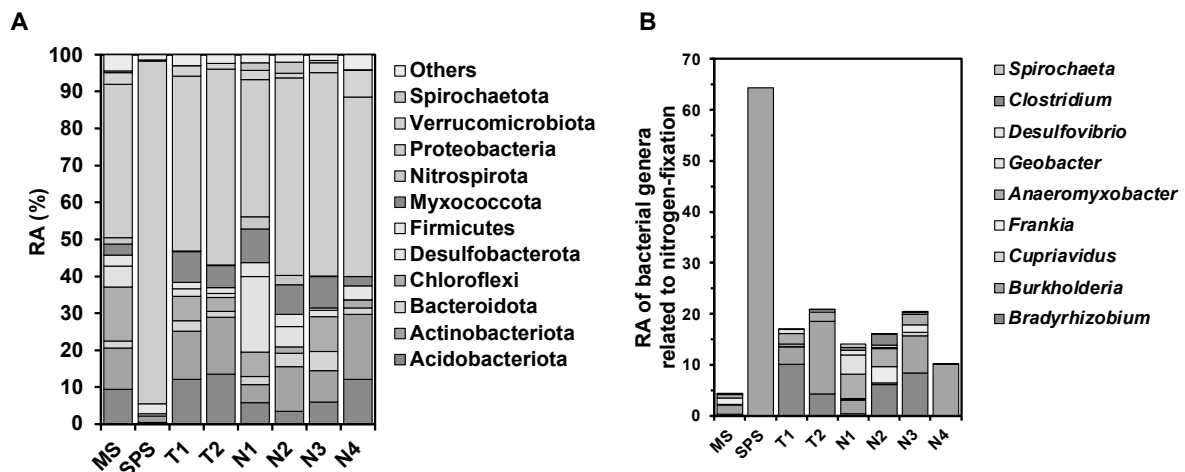 A
RA (%)
100
90
80
70
60
50
40
30
20
10
0
MS
SPS
T1
T2
N1
N2
N3
N4
Others
Spirochaetota
Verrucomicrobiota
Proteobacteria
Nitrospirota
Myxococcota
Firmicutes
Desulfobacterota
Chloroflexi
Bacteroidota
Actinobacteriota
Acidobacteriota
B
RA of bacterial genera
related to nitrogen-fixation
70
60
50
40
30
20
10
0
MS
SPS
T1
T2
N1
N2
N3
N4
Spirochaeta
Clostridium
Desulfovibrio
Geobacter
Anaeromyxobacter
Frankia
Cupriavidus
Burkholderia
Bradyrhizobium